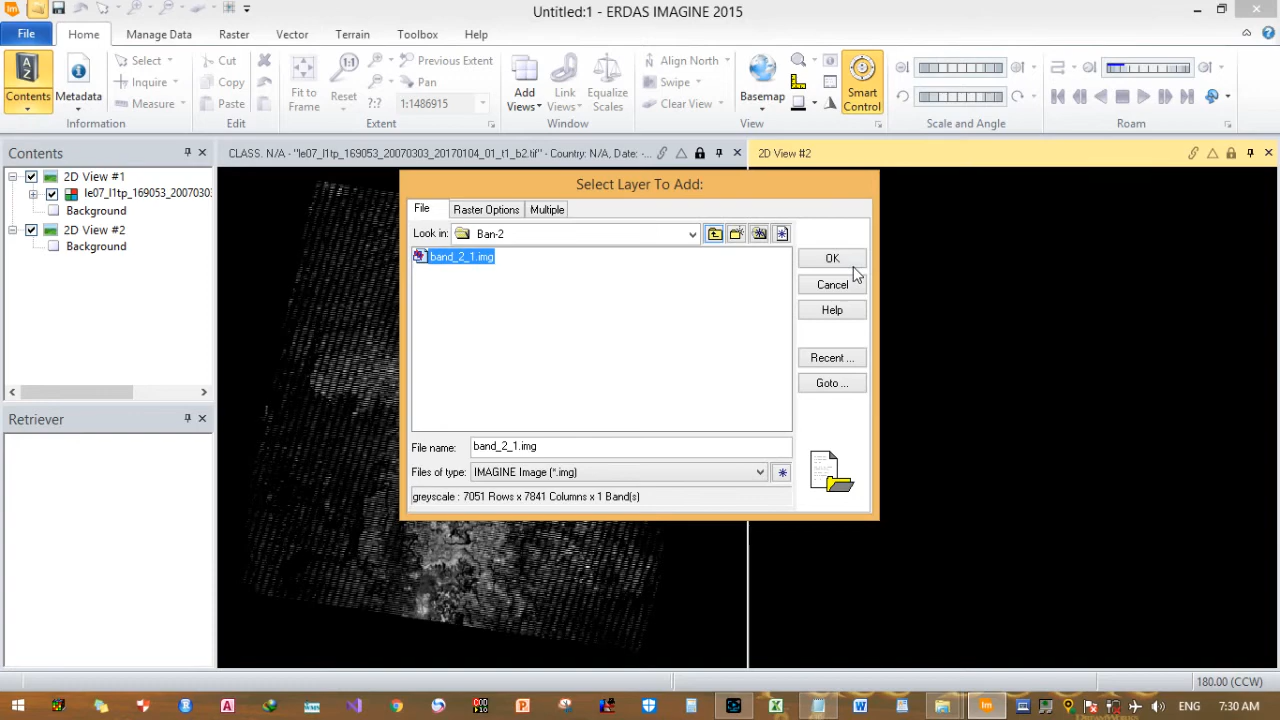 Untitled:1 - ERDAS IMAGINE 2015
File Home Manage Data Raster Vector Terrain Toolbox Help
Contents
Metadata
Select
Inquire
Measure
Information
Cut
Copy
Paste
Edit
Fit to Frame
Reset
Previous Extent
Pan
?:? 1:1486915
Extent
Add Views
Link Views
Equalize Scales
Window
Align North
Swipe
Clear View
Basemap
View
Smart Control
Scale and Angle
Roam
Contents
2D View #1
le07_l1tp_169053_2007030
Background
2D View #2
Background
Retriever
CLASS. N/A - "le07_l1tp_169053_20070303_20170104_01_t1_b2.tif" - Country: N/A, Date: -...
2D View #2
Select Layer To Add:
File Raster Options Multiple
Look in: Ban-2
band_2_1.img
OK
Cancel
Help
Recent ...
Goto ...
File name: band_2_1.img
Files of type: IMAGINE Image (*.img)
greyscale : 7051 Rows x 7841 Columns x 1 Band(s)
180.00 (CCW)
ENG 7:30 AM